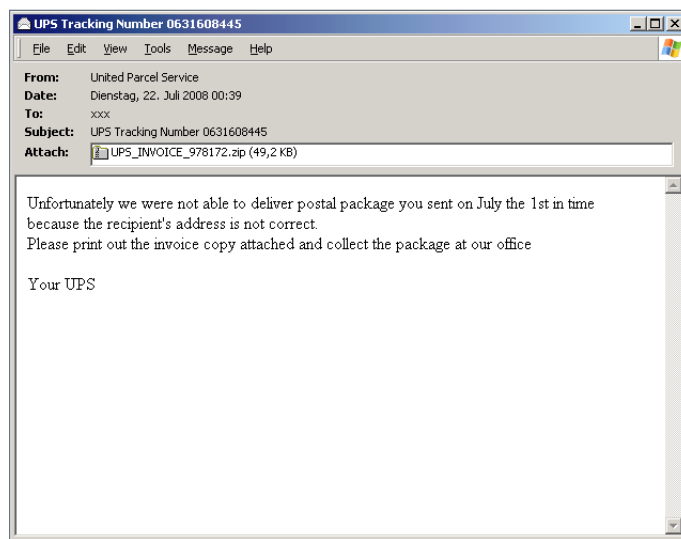 UPS Tracking Number 0631608445
File Edit View Tools Message Help
From: United Parcel Service
Date: Dienstag, 22. Juli 2008 00:39
To: xxx
Subject: UPS Tracking Number 0631608445
Attach: UPS_INVOICE_978172.zip (49,2 KB)
Unfortunately we were not able to deliver postal package you sent on July the 1st in time
because the recipient's address is not correct.
Please print out the invoice copy attached and collect the package at our office
Your UPS